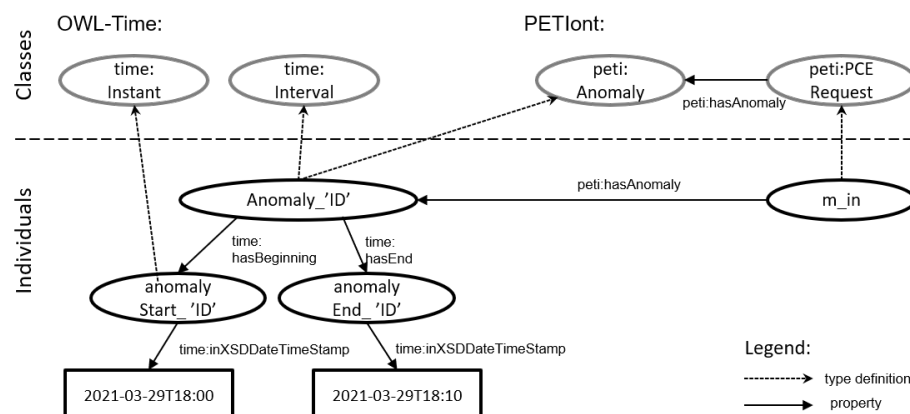 OWL-Time:
PETIont:
Classes
time:
Instant
time:
Interval
peti:
Anomaly
peti:PCE
Request
peti:hasAnomaly
Individuals
Anomaly_'ID'
peti:hasAnomaly
m_in
time:
hasBeginning
time:
hasEnd
anomaly
Start_'ID'
anomaly
End_'ID'
time:inXSDDateTimeStamp
time:inXSDDateTimeStamp
2021-03-29T18:00
2021-03-29T18:10
Legend:
type definition
property